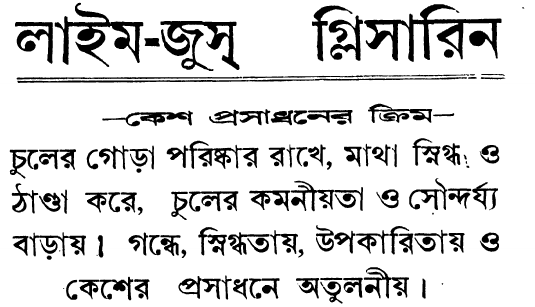 লাইম-জুস্ গ্লিসারিন
—কেশ প্রসাধনের ক্রিম—
চুলের গোড়া পরিষ্কার রাখে, মাথা স্নিগ্ধ ও
ঠাণ্ডা করে, চুলের কমনীয়তা ও সৌন্দর্য্য
বাড়ায়। গন্ধে, স্নিগ্ধতায়, উপকারিতায় ও
কেশের প্রসাধনে অতুলনীয়।